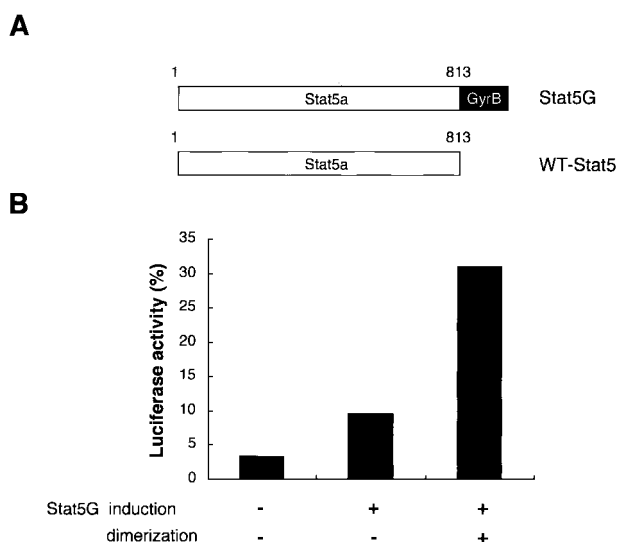 A
1 813
Stat5a GyrB Stat5G
1 813
Stat5a WT-Stat5
B
Luciferase activity (%)
35
30
25
20
15
10
5
0
Stat5G induction - + +
dimerization - - +